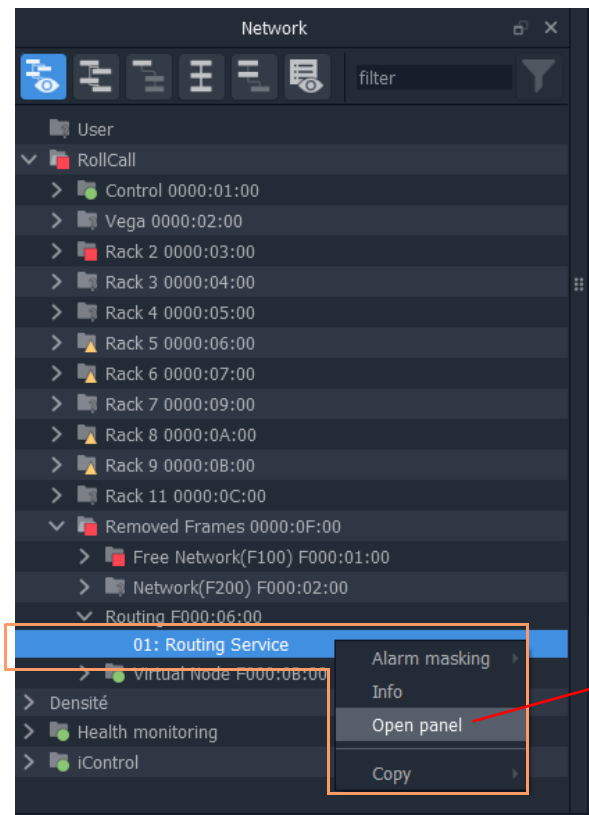 Network
filter
User
RollCall
Control 0000:01:00
Vega 0000:02:00
Rack 2 0000:03:00
Rack 3 0000:04:00
Rack 4 0000:05:00
Rack 5 0000:06:00
Rack 6 0000:07:00
Rack 7 0000:09:00
Rack 8 0000:0A:00
Rack 9 0000:0B:00
Rack 11 0000:0C:00
Removed Frames 0000:0F:00
Free Network(F100) F000:01:00
Network(F200) F000:02:00
Routing F000:06:00
01: Routing Service
Virtual Node F000:0B:00
Densité
Health monitoring
iControl
Alarm masking
Info
Open panel
Copy